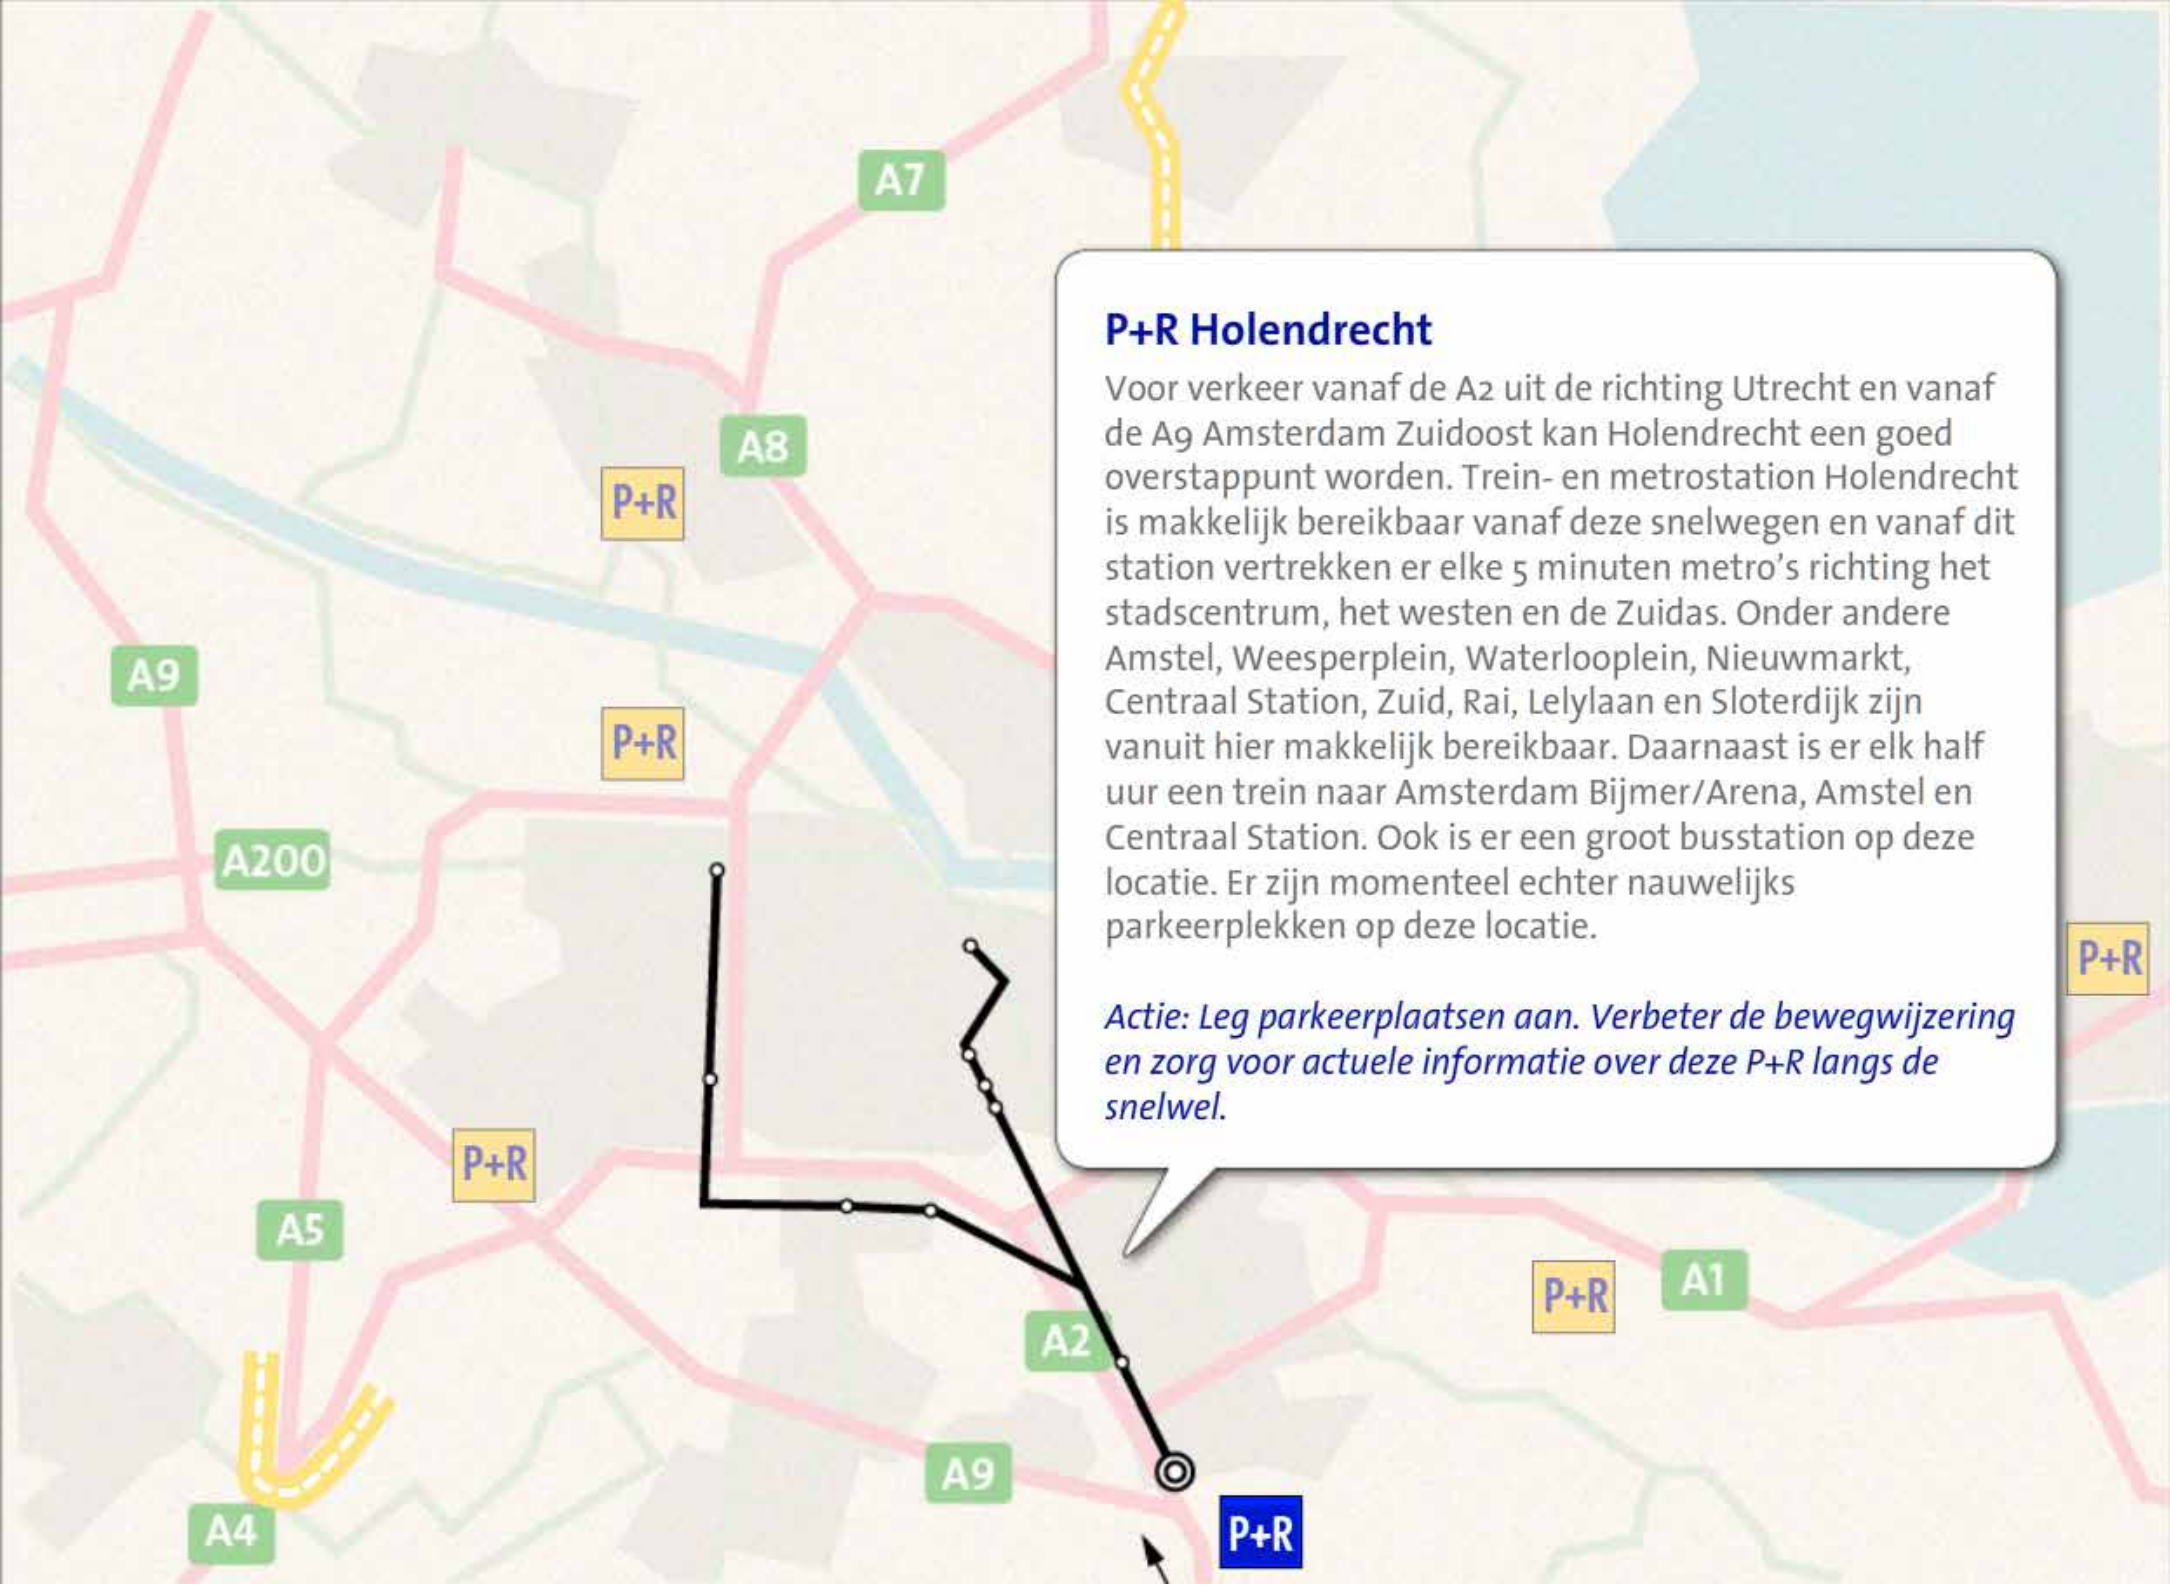 A7
P+R Holendrecht
Voor verkeer vanaf de A2 uit de richting Utrecht en vanaf
de A9 Amsterdam Zuidoost kan Holendrecht een goed
overstappunt worden. Trein- en metrostation Holendrecht
is makkelijk bereikbaar vanaf deze snelwegen en vanaf dit
station vertrekken er elke 5 minuten metro's richting het
stadscentrum, het westen en de Zuidas. Onder andere
Amstel, Weesperplein, Waterlooplein, Nieuwmarkt,
Centraal Station, Zuid, Rai, Lelylaan en Sloterdijk zijn
vanuit hier makkelijk bereikbaar. Daarnaast is er elk half
uur een trein naar Amsterdam Bijmer/Arena, Amstel en
Centraal Station. Ook is er een groot busstation op deze
locatie. Er zijn momenteel echter nauwelijks
parkeerplekken op deze locatie.
Actie: Leg parkeerplaatsen aan. Verbeter de bewegwijzering
en zorg voor actuele informatie over deze P+R langs de
snelwel.
A8
P+R
A9
P+R
A200
P+R
P+R
A5
A1
P+R
A2
A9
A4
P+R